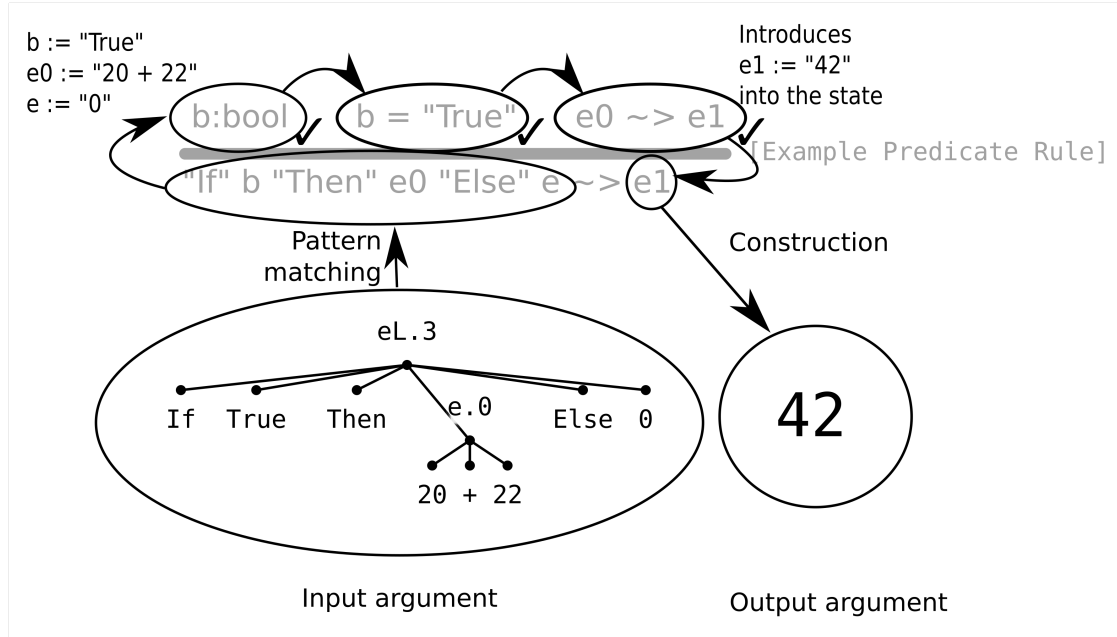 b := "True"
e0 := "20 + 22"
e := "0"
Introduces
e1 := "42"
into the state
b:bool ✓ b = "True" ✓ e0 ~> e1 ✓
[Example Predicate Rule]
"If" b "Then" e0 "Else" e ~> e1
Pattern
matching
Construction
eL.3
If True Then e.0 Else 0
20 + 22
42
Input argument
Output argument